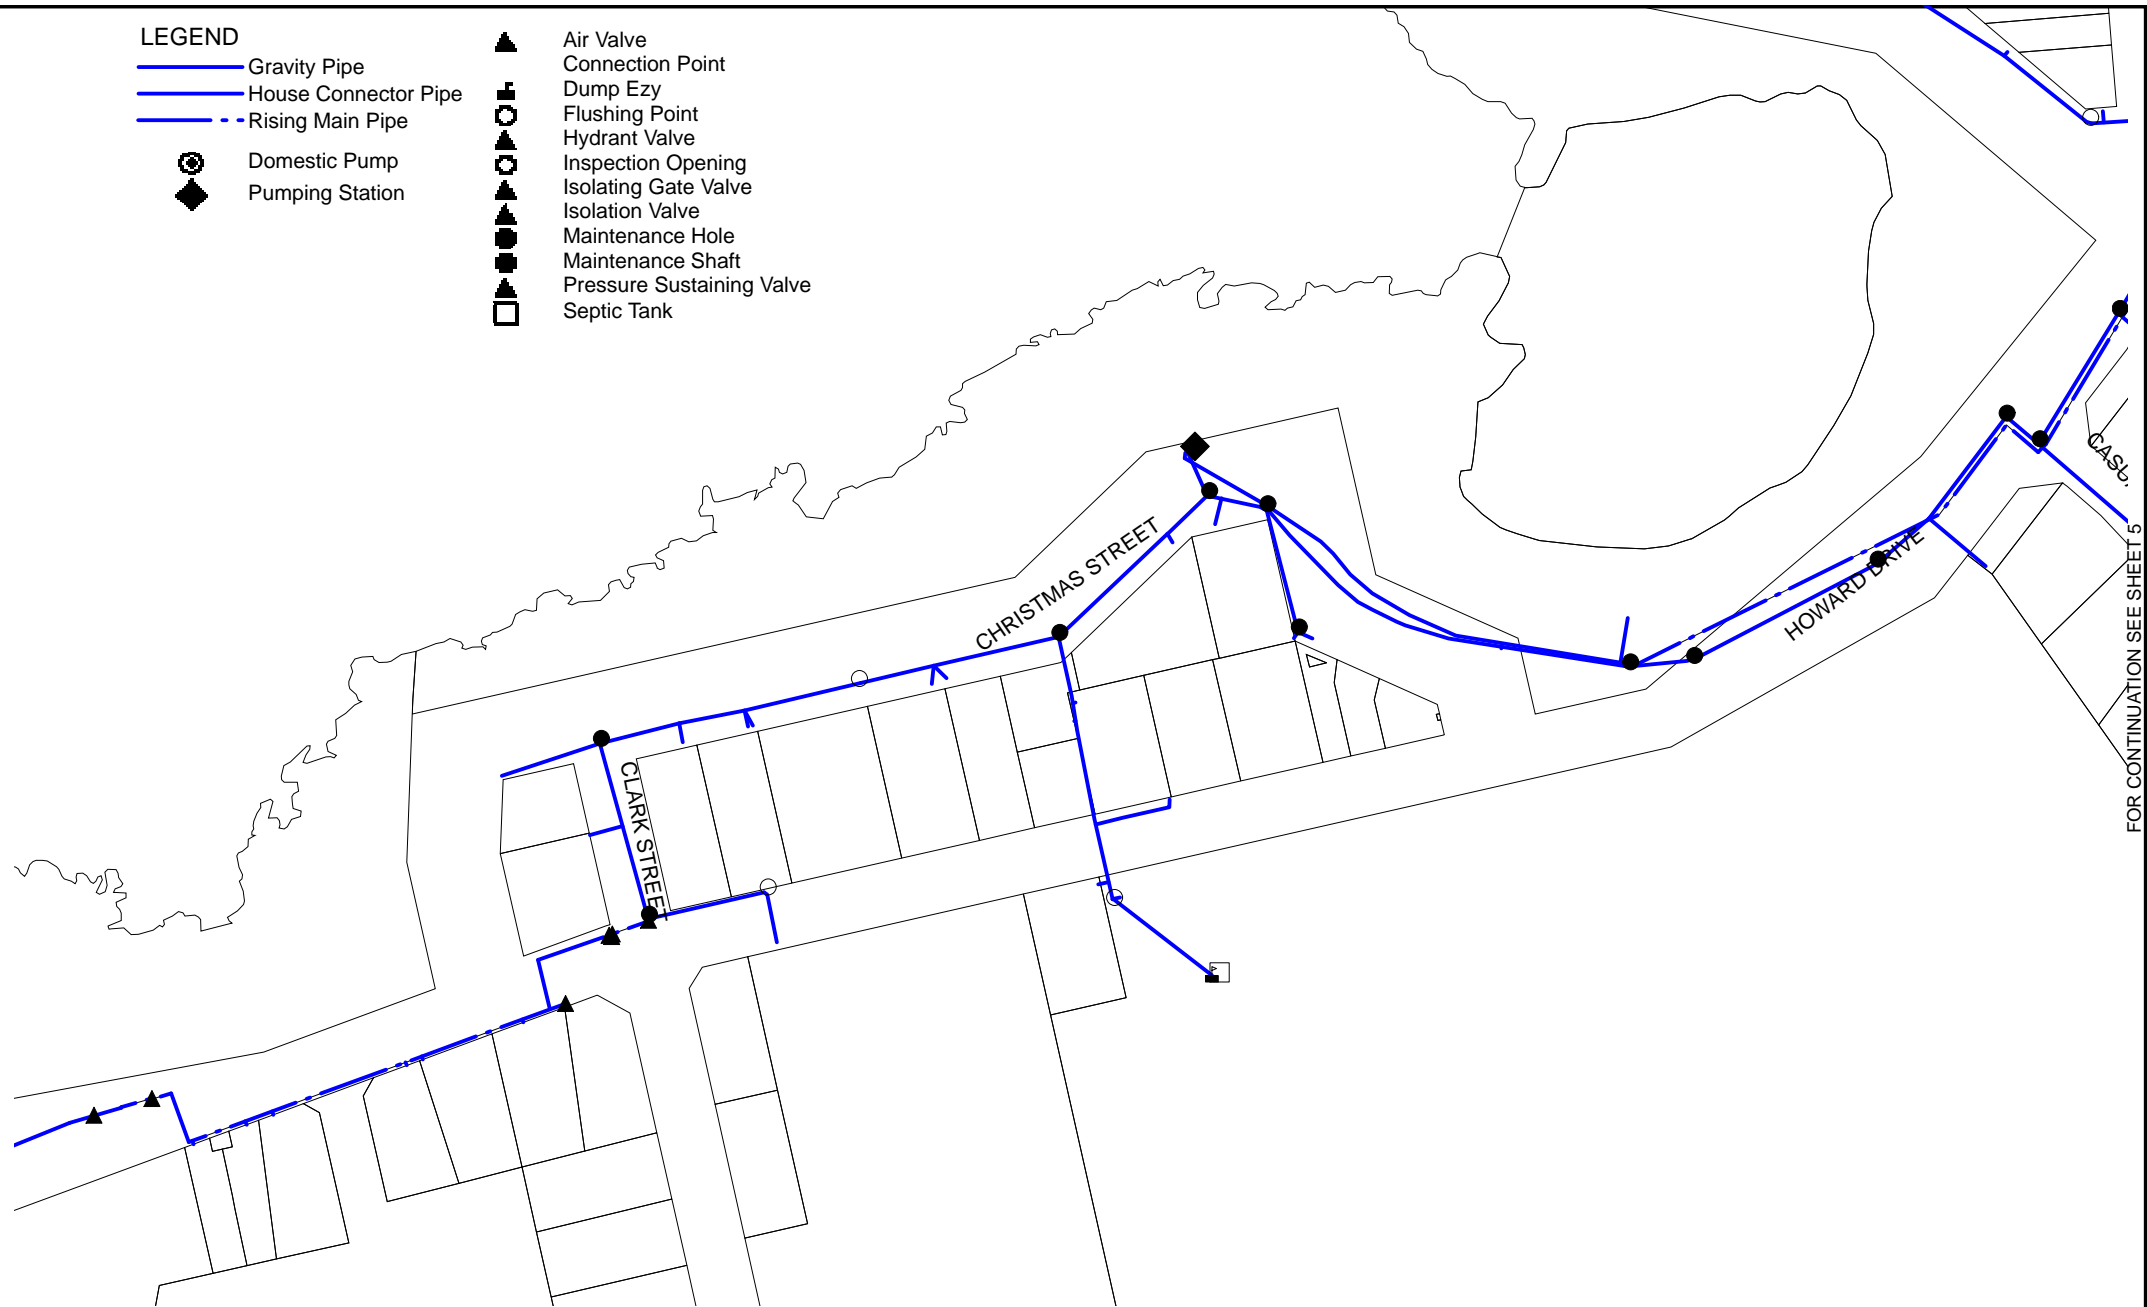 LEGEND
Gravity Pipe
House Connector Pipe
Rising Main Pipe
Domestic Pump
Pumping Station
Air Valve
Connection Point
Dump Ezy
Flushing Point
Hydrant Valve
Inspection Opening
Isolating Gate Valve
Isolation Valve
Maintenance Hole
Maintenance Shaft
Pressure Sustaining Valve
Septic Tank
CHRISTMAS STREET
CLARK STREET
HOWARD DRIVE
FOR CONTINUATION SEE SHEET 5